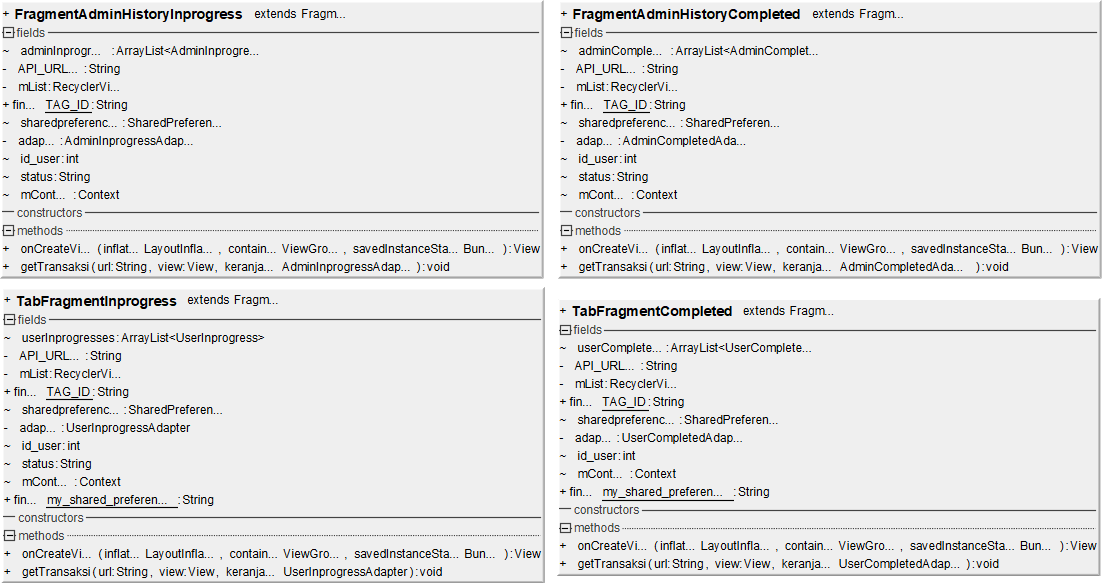 + FragmentAdminHistoryInprogress extends Fragm...
fields
~ adminInprogr... : ArrayList<AdminInprogre...
- API_URL... : String
- mList: RecyclerVi...
+ fin... TAG_ID: String
~ sharedpreferenc... : SharedPreferen...
- adap... : AdminInprogressAdap...
~ id_user: int
~ status: String
~ mCont... : Context
constructors
methods
+ onCreateVi... (inflat... LayoutInfla... , contain... ViewGro... , savedInstanceSta... Bun... ): View
+ getTransaksi(url: String, view: View, keranja... AdminInprogressAdap... ): void
+ FragmentAdminHistoryCompleted extends Fragm...
fields
~ adminComple... : ArrayList<AdminComplet...
- API_URL... : String
- mList: RecyclerVi...
+ fin... TAG_ID: String
~ sharedpreferenc... : SharedPreferen...
- adap... : AdminCompletedAda...
~ id_user: int
~ status: String
~ mCont... : Context
constructors
methods
+ onCreateVi... (inflat... LayoutInfla... , contain... ViewGro... , savedInstanceSta... Bun... ): View
+ getTransaksi(url: String, view: View, keranja... AdminCompletedAda... ): void
+ TabFragmentInprogress extends Fragm...
fields
~ userInprogresses: ArrayList<UserInprogress>
- API_URL... : String
- mList: RecyclerVi...
+ fin... TAG_ID: String
~ sharedpreferenc... : SharedPreferen...
- adap... : UserInprogressAdapter
~ id_user: int
~ status: String
~ mCont... : Context
+ fin... my_shared_preferen... : String
constructors
methods
+ onCreateVi... (inflat... LayoutInfla... , contain... ViewGro... , savedInstanceSta... Bun... ): View
+ getTransaksi(url: String, view: View, keranja... UserInprogressAdapter): void
+ TabFragmentCompleted extends Fragm...
fields
~ userComplete... : ArrayList<UserComplete...
- API_URL... : String
- mList: RecyclerVi...
+ fin... TAG_ID: String
~ sharedpreferenc... : SharedPreferen...
- adap... : UserCompletedAdap...
~ id_user: int
~ mCont... : Context
+ fin... my_shared_preferen... : String
constructors
methods
+ onCreateVi... (inflat... LayoutInfla... , contain... ViewGro... , savedInstanceSta... Bun... ): View
+ getTransaksi(url: String, view: View, keranja... UserCompletedAdap... ): void